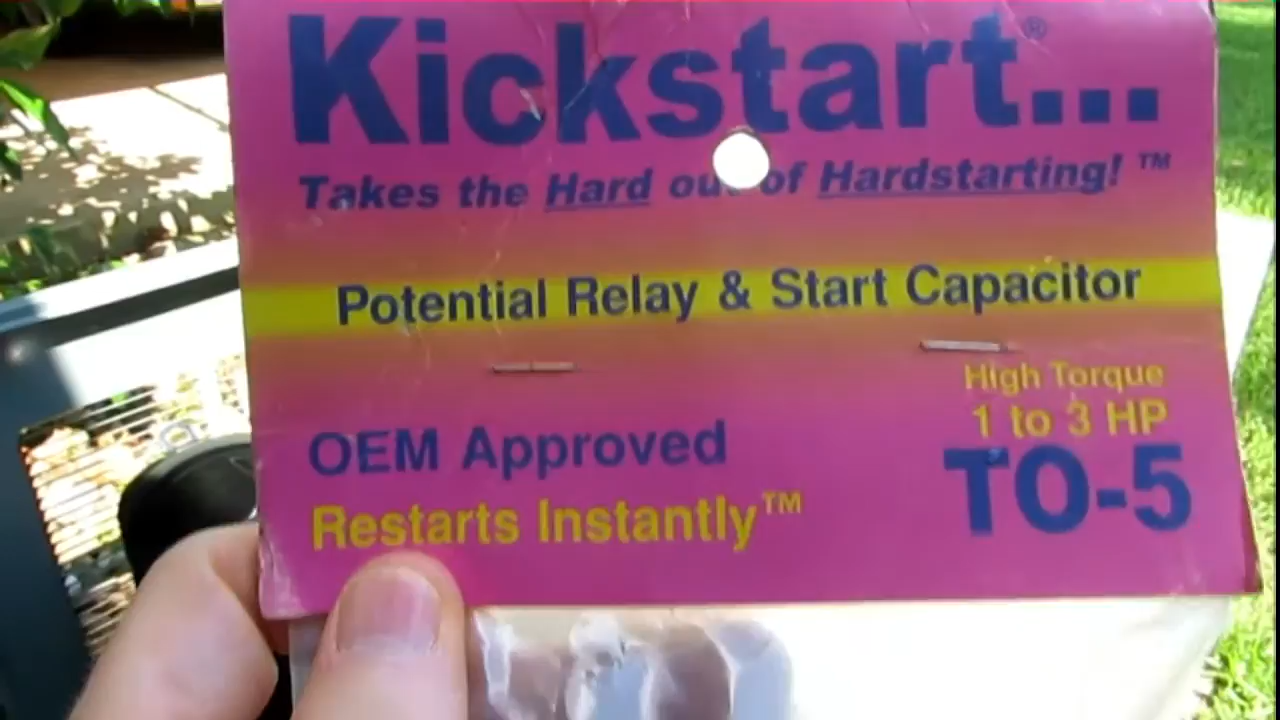 Kickstart...®
Takes the Hard out of Hardstarting! ™
Potential Relay & Start Capacitor
High Torque
1 to 3 HP
TO-5
OEM Approved
Restarts Instantly™